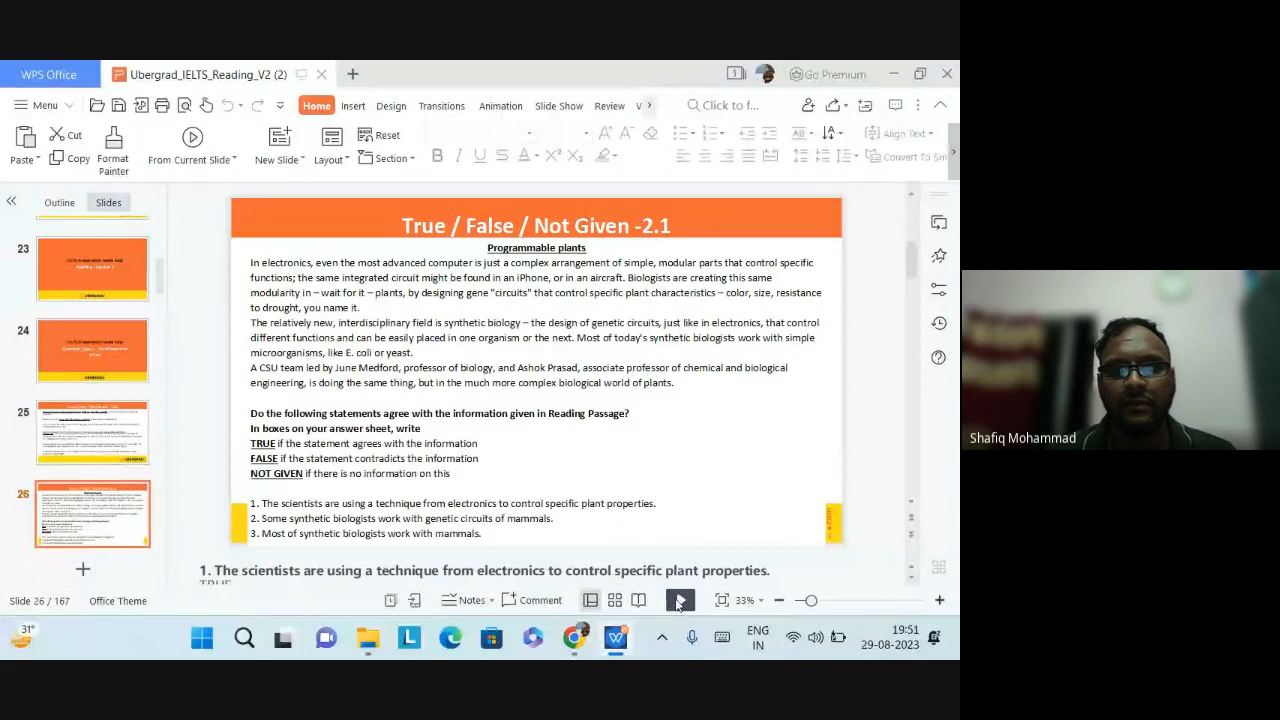 WPS Office
Ubergrad_IELTS_Reading_V2 (2)
Go Premium
Menu
Home
Insert
Design
Transitions
Animation
Slide Show
Review
V
Click to f...
Paste
Cut
Copy
Format
Painter
From Current Slide
New Slide
Layout
Reset
Section
Align Text
Convert To Sm
Outline
Slides
23
24
25
26
True / False / Not Given -2.1
Programmable plants
In electronics, even the most advanced computer is just a complex arrangement of simple, modular parts that control specific
functions; the same integrated circuit might be found in an iPhone, or in an aircraft. Biologists are creating this same
modularity in – wait for it – plants, by designing gene "circuits" that control specific plant characteristics – color, size, resistance
to drought, you name it.
The relatively new, interdisciplinary field is synthetic biology – the design of genetic circuits, just like in electronics, that control
different functions and can be easily placed in one organism or the next. Most of today's synthetic biologists work with simple
microorganisms, like E. coli or yeast.
A CSU team led by June Medford, professor of biology, and Ashok Prasad, associate professor of chemical and biological
engineering, is doing the same thing, but in the much more complex biological world of plants.
Do the following statements agree with the information given in Reading Passage?
In boxes on your answer sheet, write
TRUE if the statement agrees with the information
FALSE if the statement contradicts the information
NOT GIVEN if there is no information on this
1. The scientists are using a technique from electronics to control specific plant properties.
2. Some synthetic biologists work with genetic circuits of mammals.
3. Most of synthetic biologists work with mammals.
1. The scientists are using a technique from electronics to control specific plant properties.
TRUE
Slide 26 / 167
Office Theme
Notes
Comment
33%
31°
ENG
IN
19:51
29-08-2023
Shafiq Mohammad